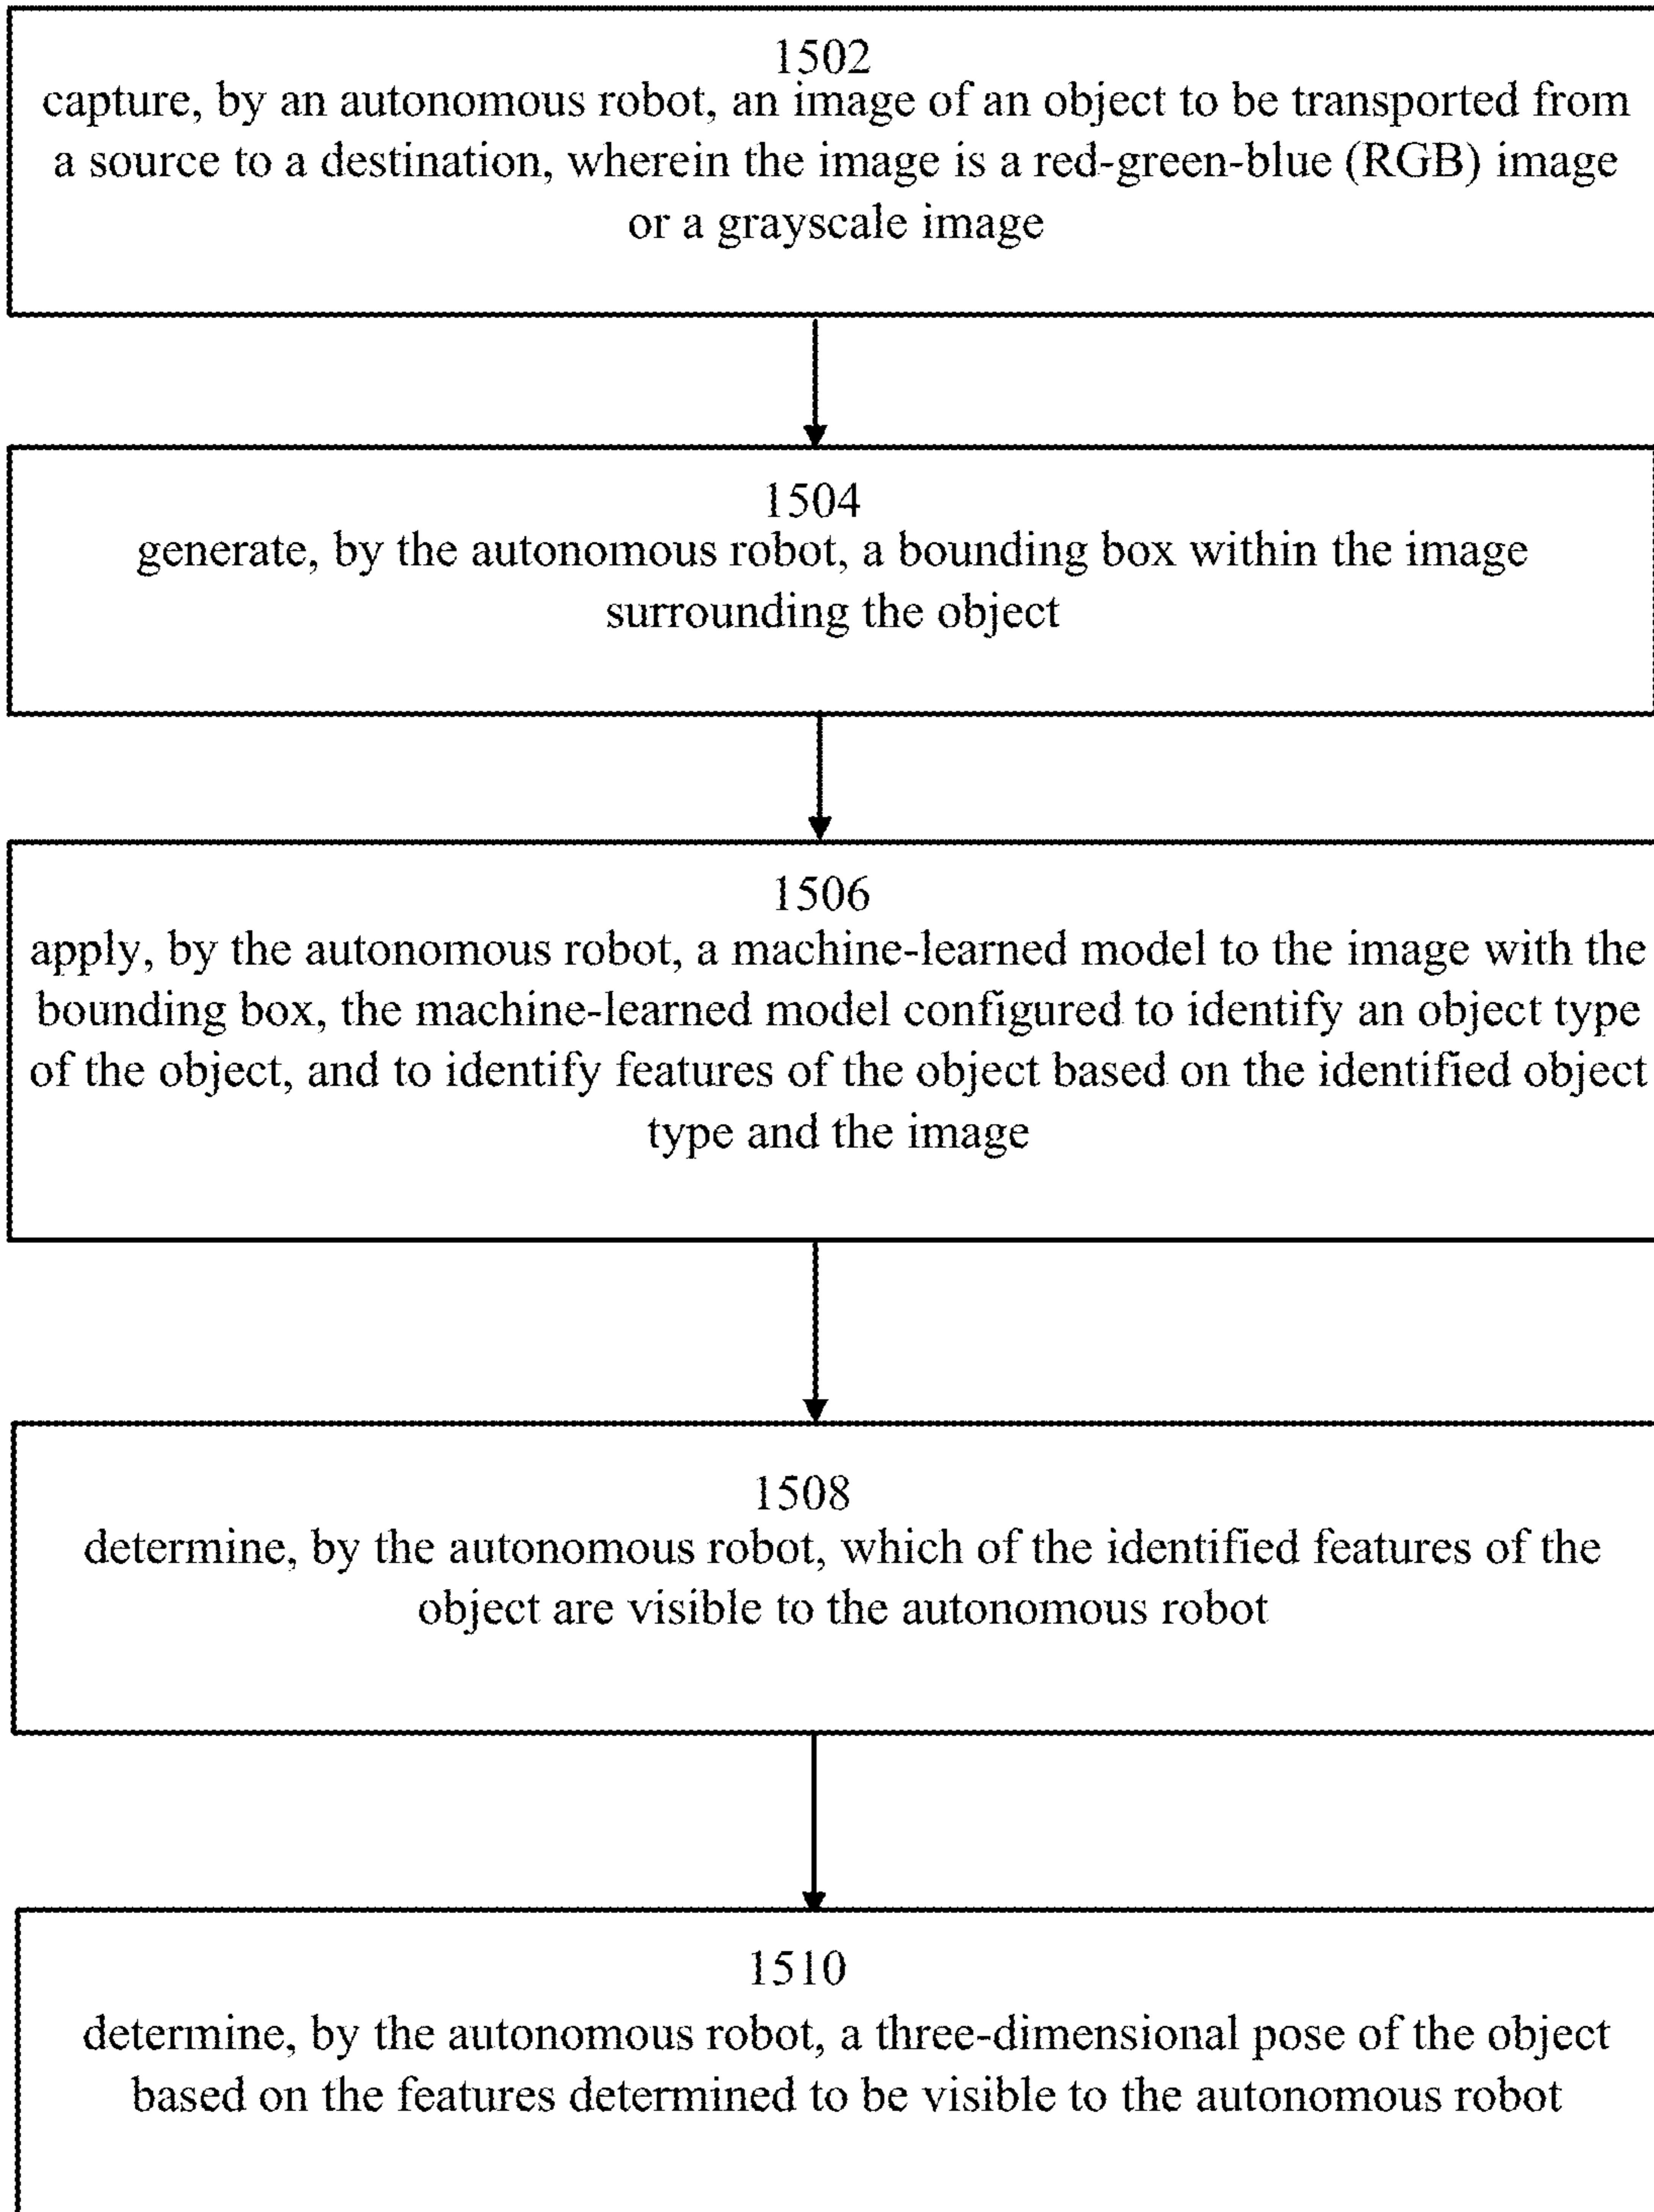 1502
capture, by an autonomous robot, an image of an object to be transported from
a source to a destination, wherein the image is a red-green-blue (RGB) image
or a grayscale image
1504
generate, by the autonomous robot, a bounding box within the image
surrounding the object
1506
apply, by the autonomous robot, a machine-learned model to the image with the
bounding box, the machine-learned model configured to identify an object type
of the object, and to identify features of the object based on the identified object
type and the image
1508
determine, by the autonomous robot, which of the identified features of the
object are visible to the autonomous robot
1510
determine, by the autonomous robot, a three-dimensional pose of the object
based on the features determined to be visible to the autonomous robot